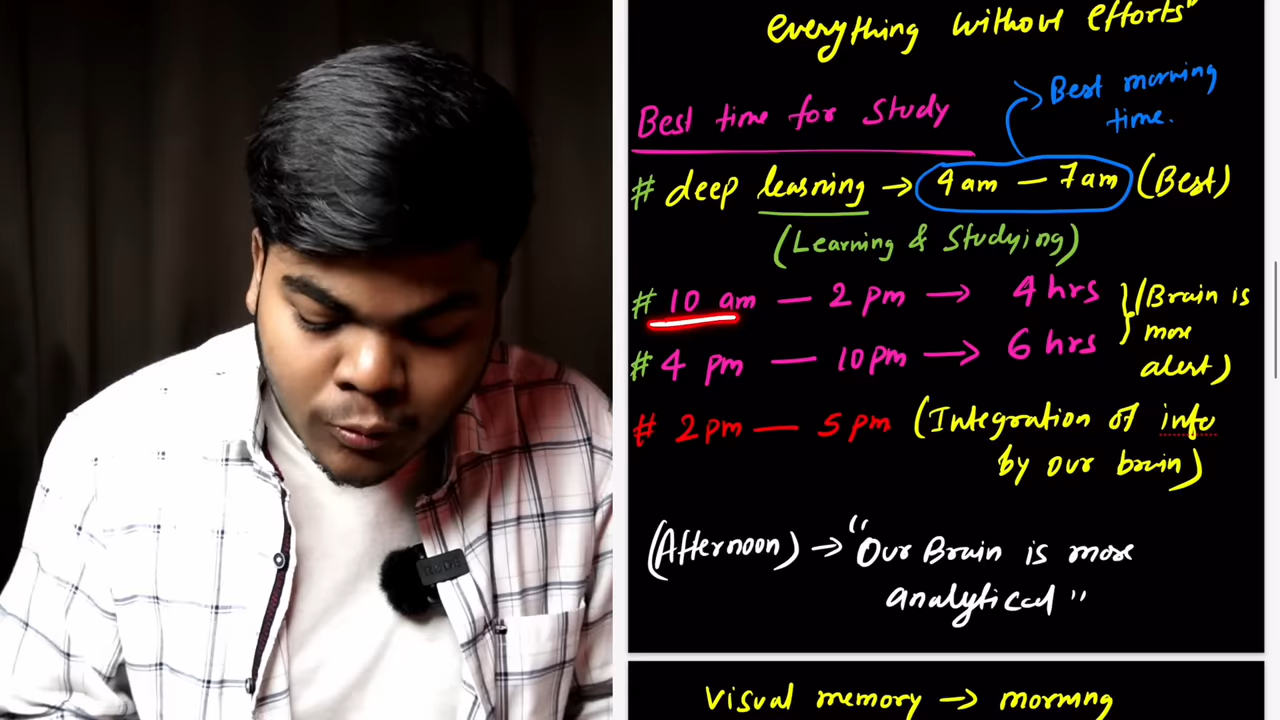 everything without efforts"
Best morning
time.
Best time for Study
# deep learning → 4 am — 7 am (Best)
(Learning & Studying)
# 10 am — 2 pm → 4 hrs
# 4 pm — 10 pm → 6 hrs
(Brain is
more
alert)
# 2 pm — 5 pm (Integration of info
by our brain)
(Afternoon) → "Our Brain is more
analytical"
Visual memory → morning